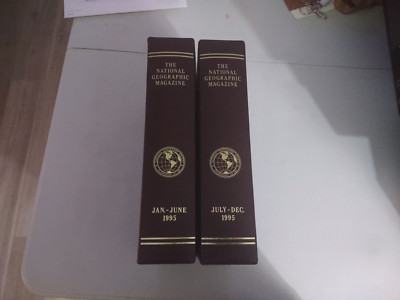 THE
NATIONAL
GEOGRAPHIC
MAGAZINE
JAN.-JUNE
1995
THE
NATIONAL
GEOGRAPHIC
MAGAZINE
JULY-DEC.
1995